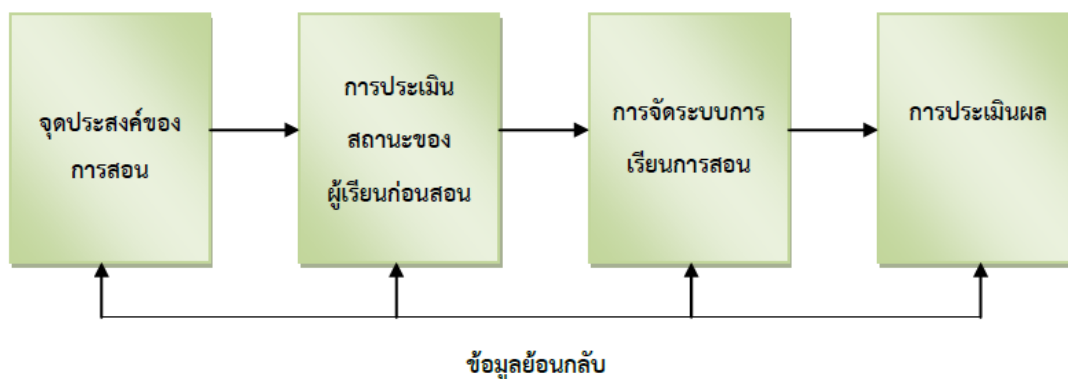 จุดประสงค์ของ
การสอน
การประเมิน
สถานะของ
ผู้เรียนก่อนสอน
การจัดระบบการ
เรียนการสอน
การประเมินผล
ข้อมูลย้อนกลับ